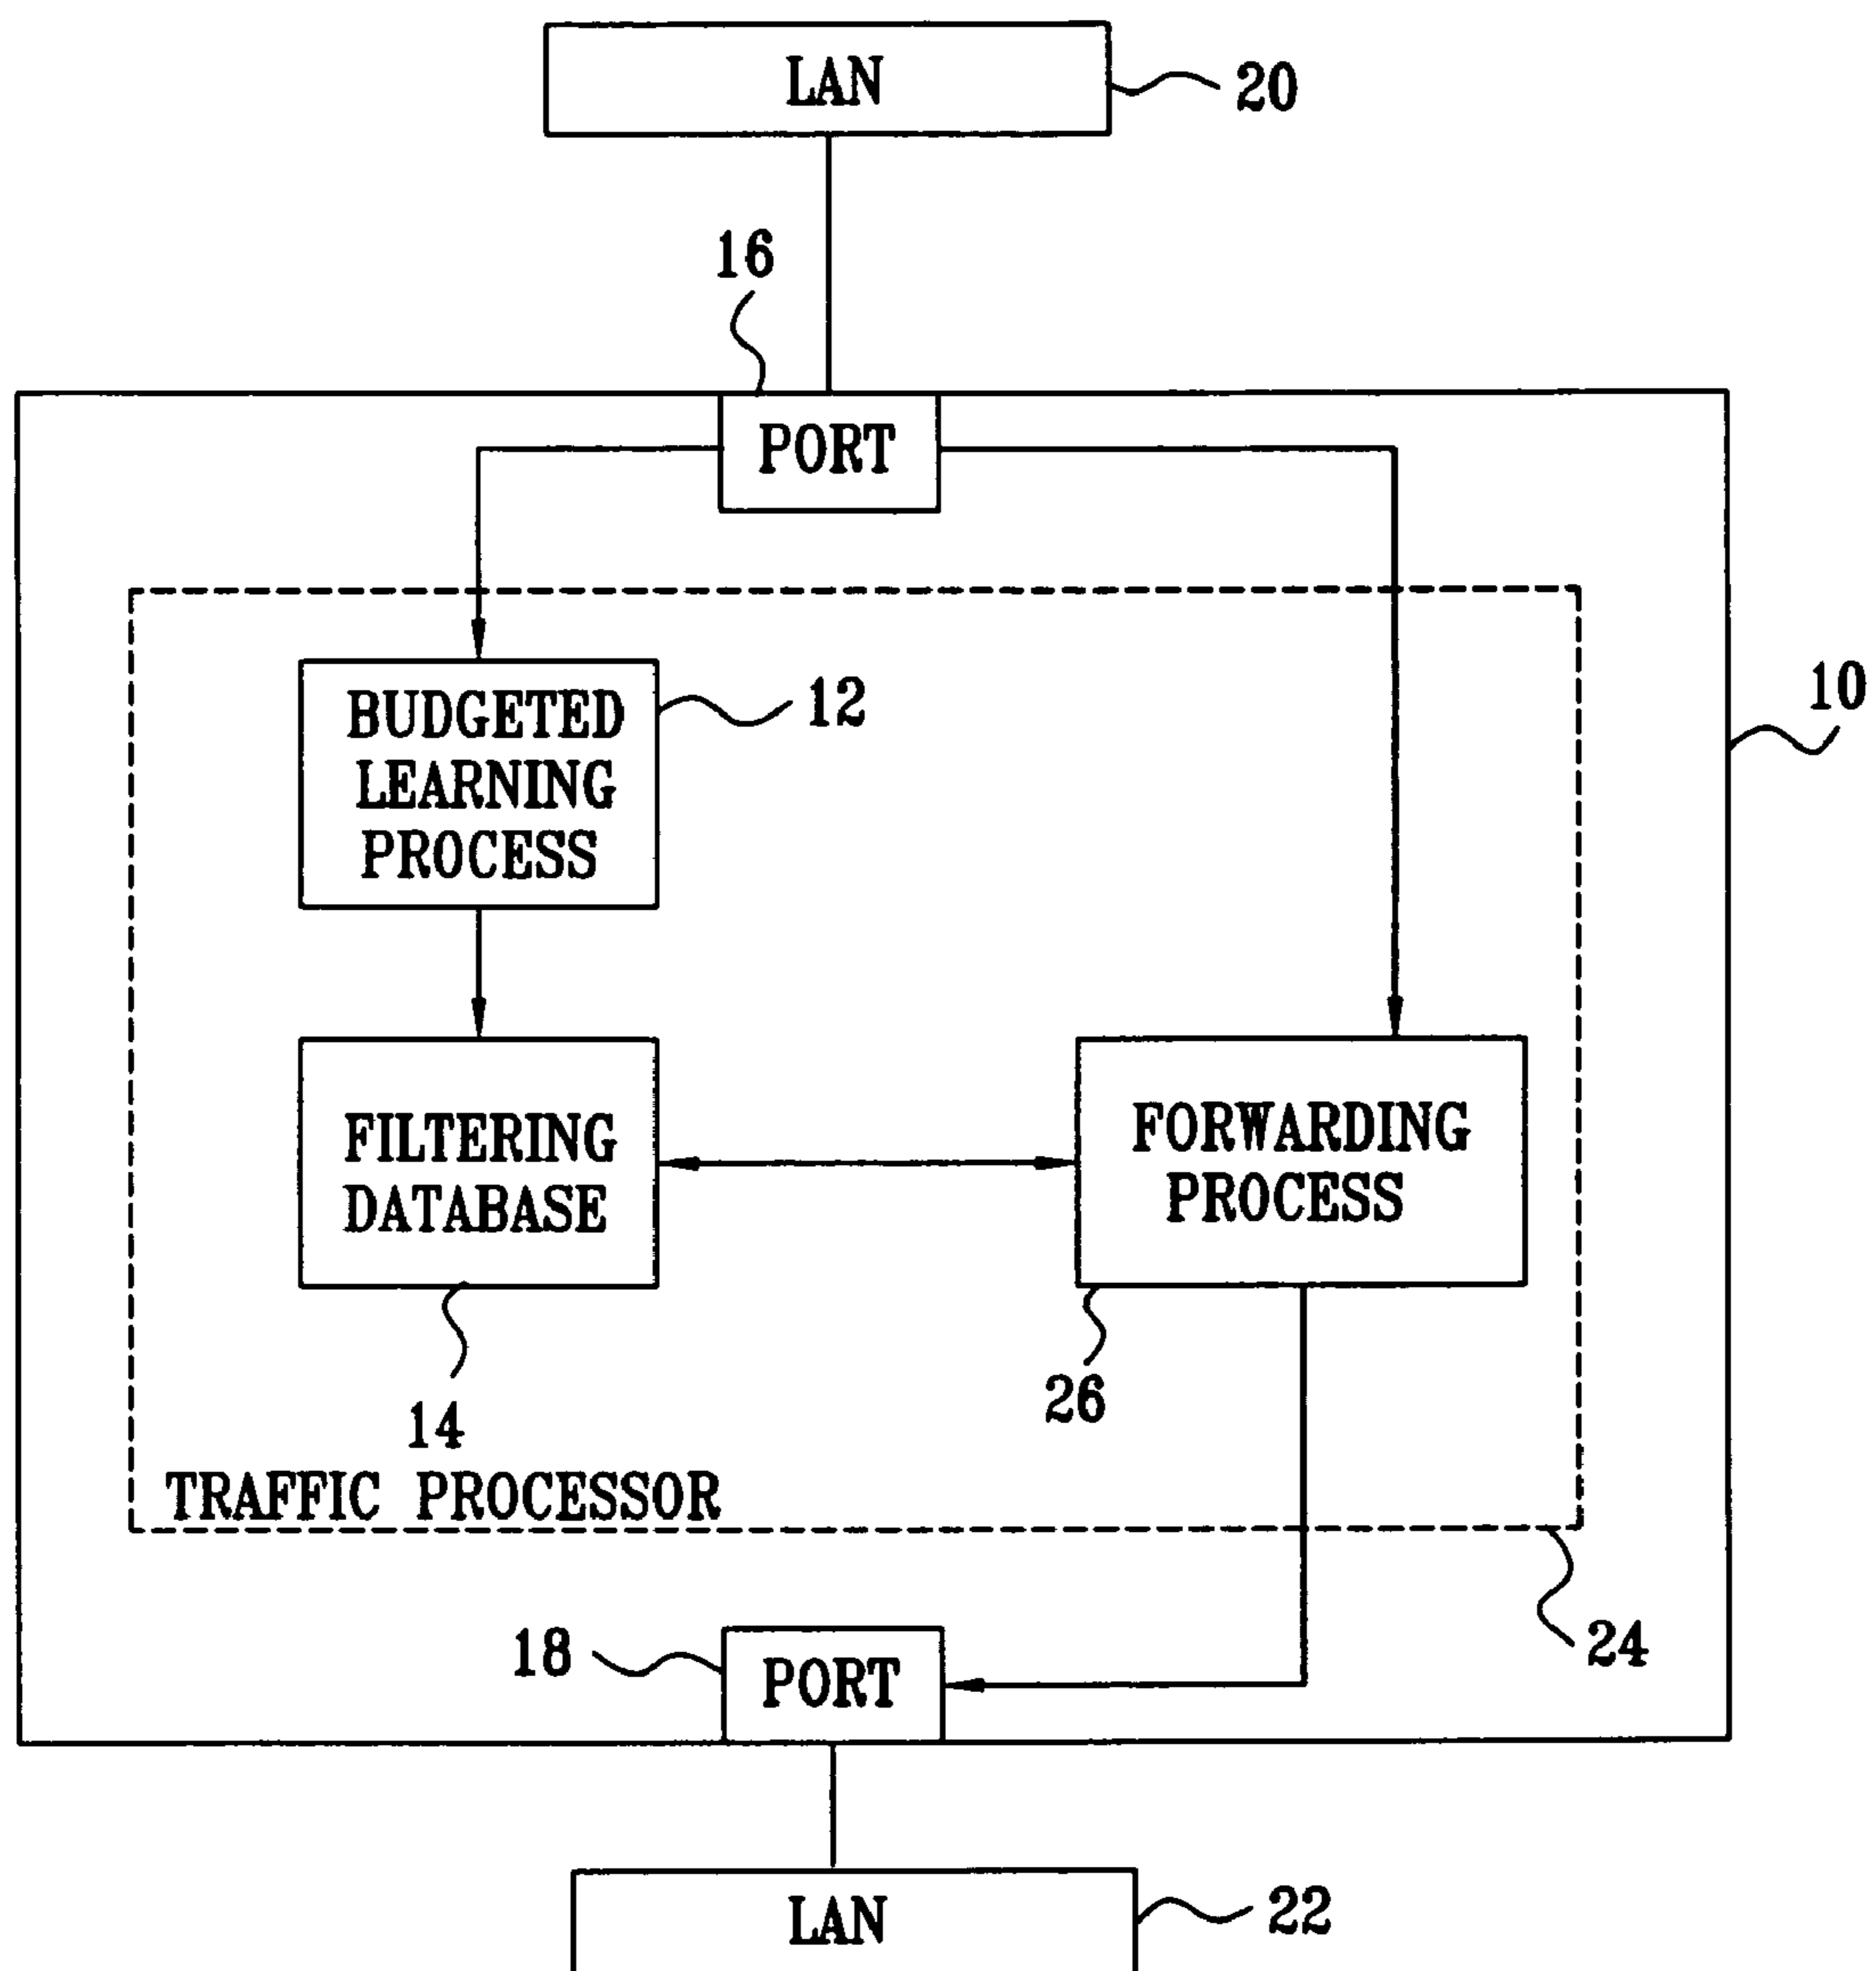 LAN
20
16
PORT
10
BUDGETED
LEARNING
PROCESS
12
FILTERING
DATABASE
FORWARDING
PROCESS
14
26
TRAFFIC PROCESSOR
24
18
PORT
LAN
22